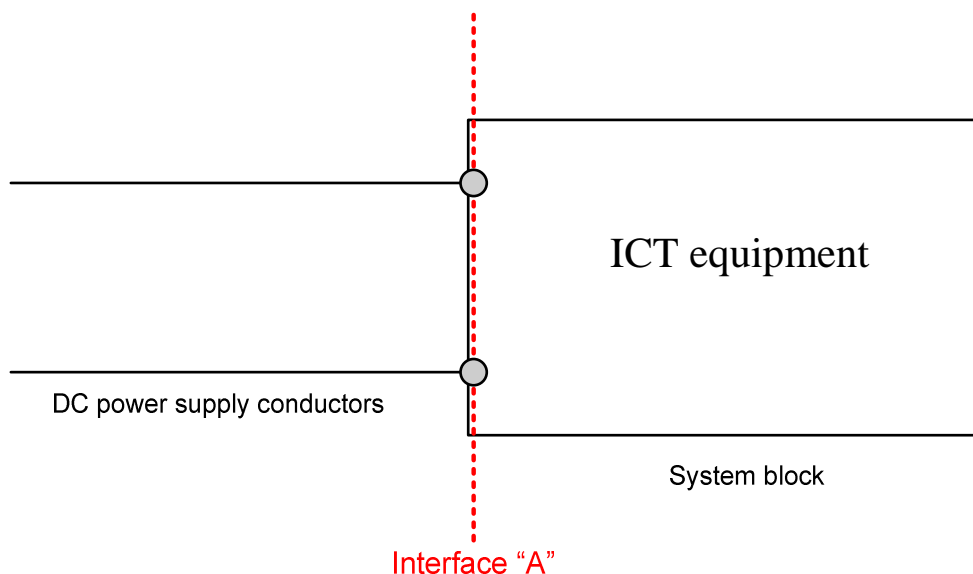 ICT equipment
DC power supply conductors
System block
Interface “A”